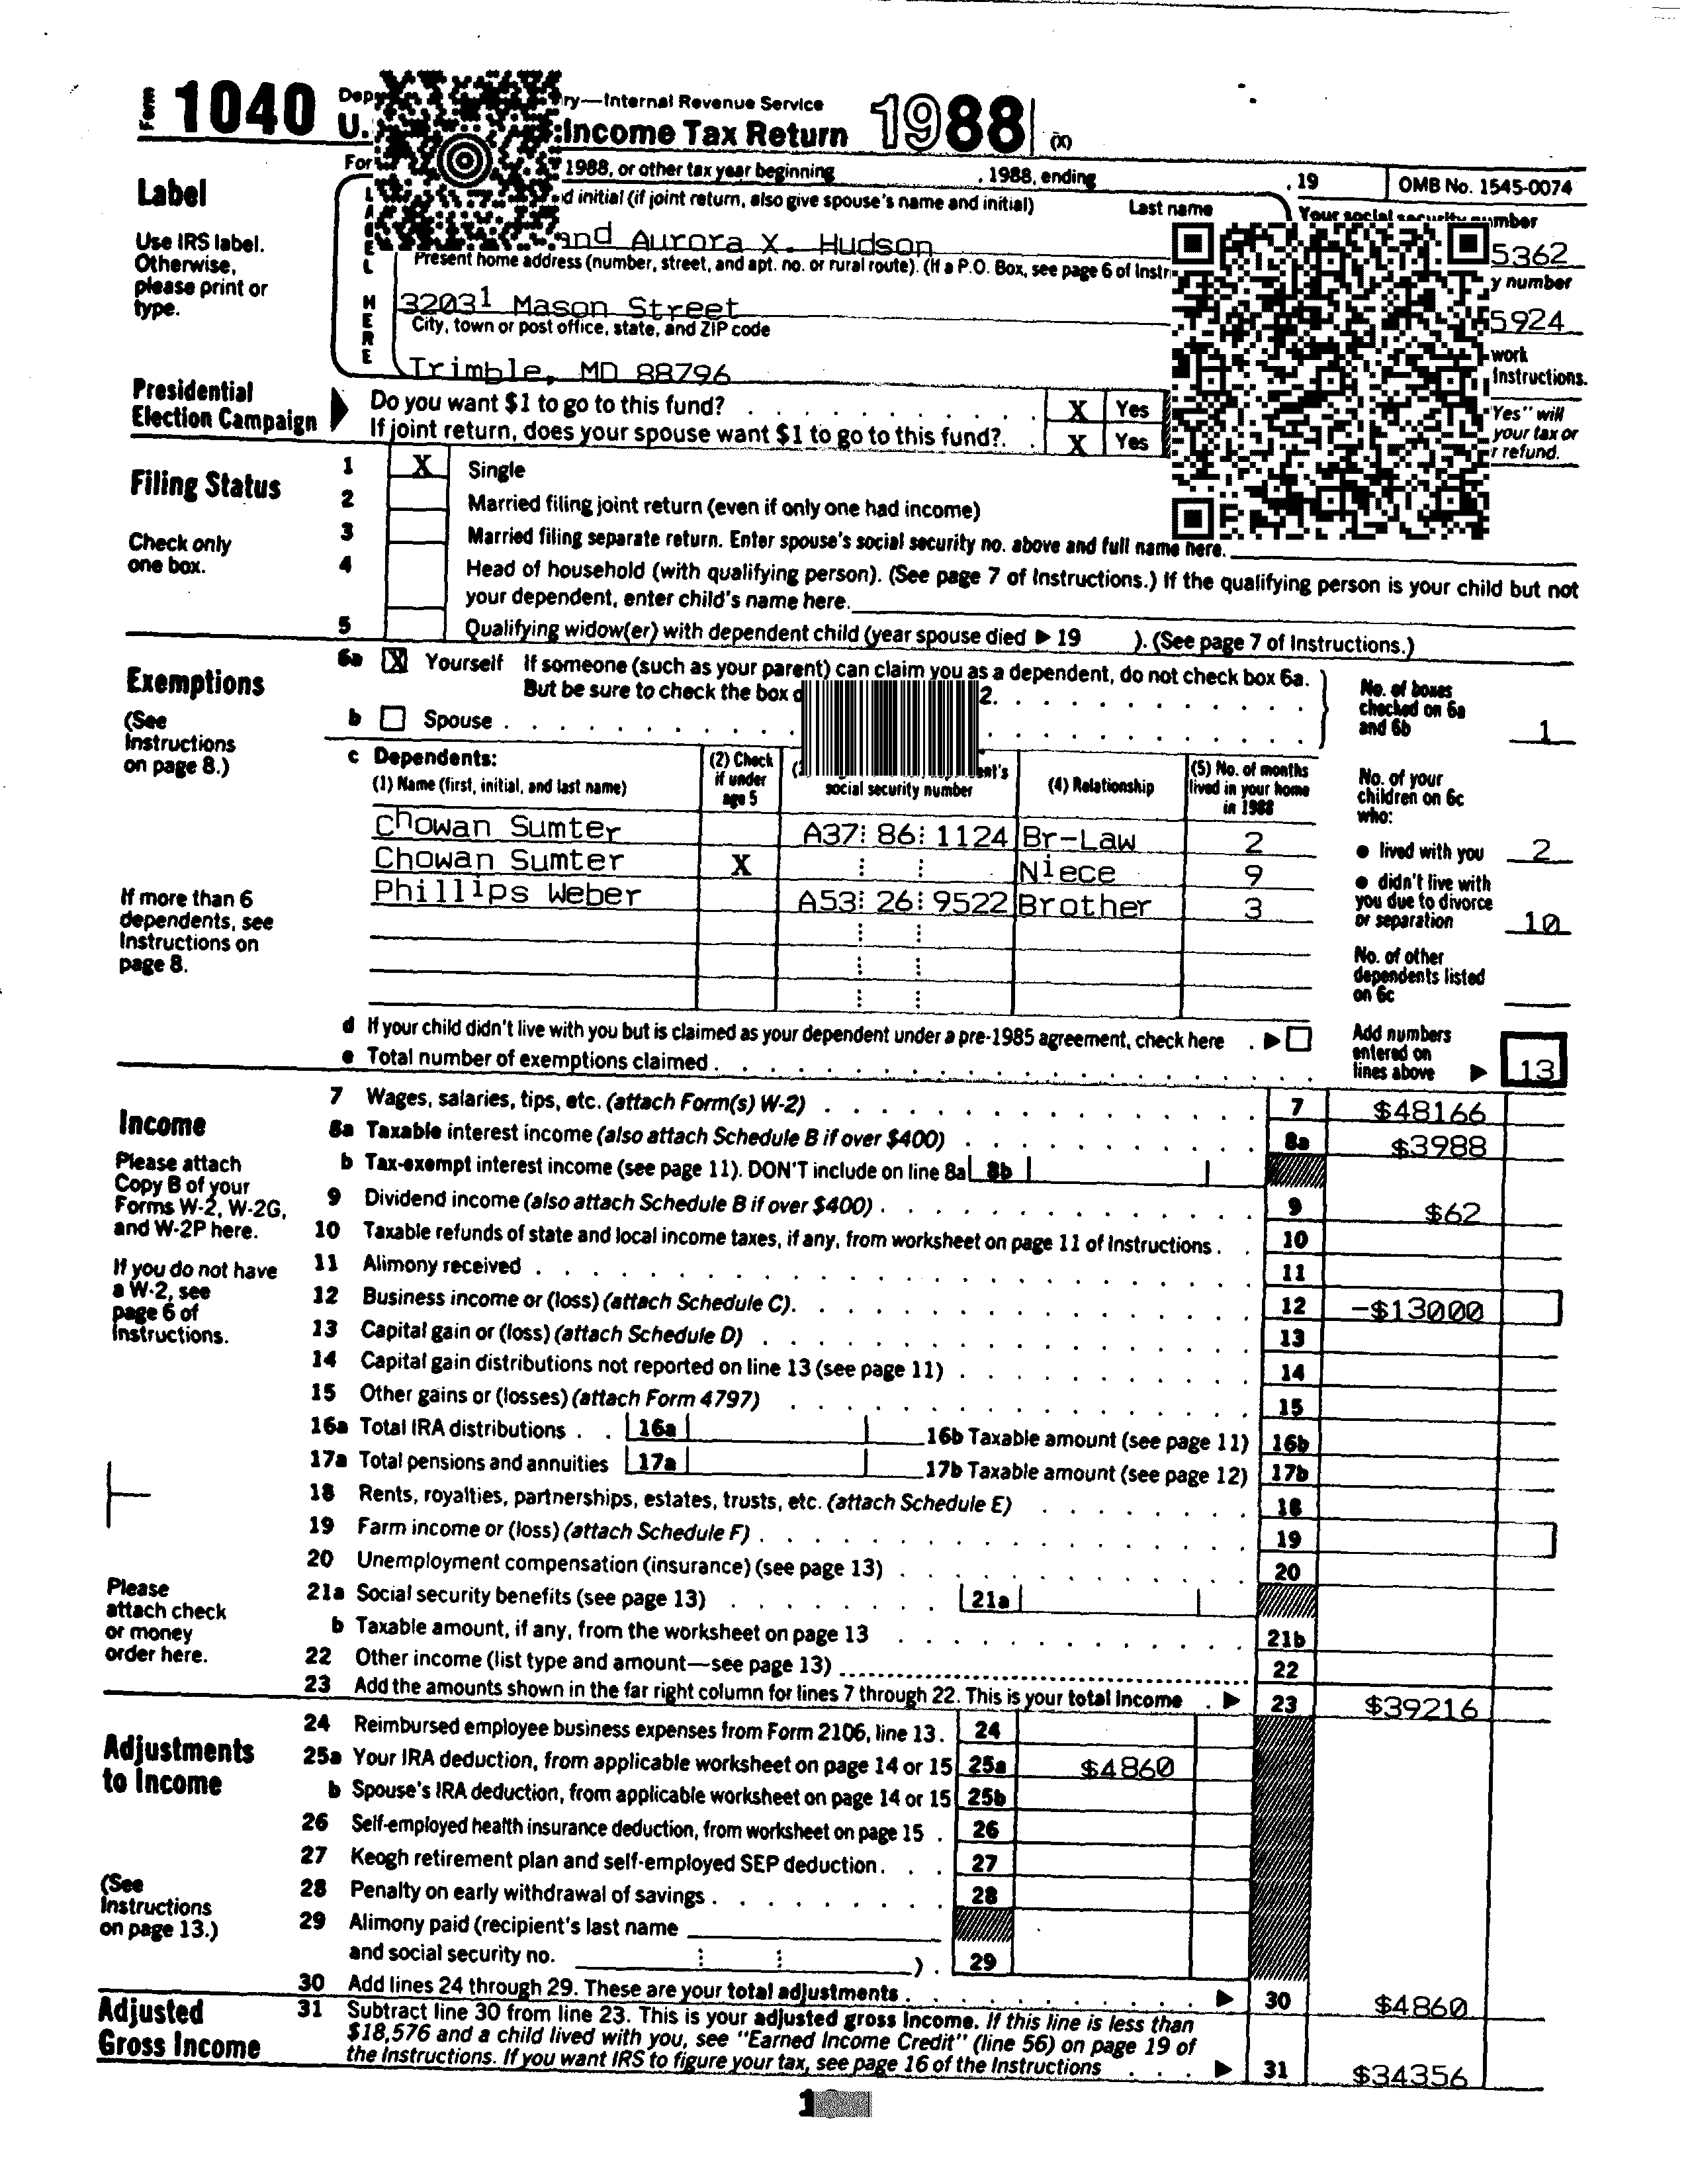 Form 1040 U. Income Tax Return 1988 (X)
ry—Internal Revenue Service
For 1988, or other tax year beginning , 1988, ending , 19 OMB No. 1545-0074
Label
Use IRS label.
Otherwise,
please print or
type.
L
HERE
d initial (if joint return, also give spouse's name and initial) Last name
Your social security number
and Aurora X. Hudson 5362
Present home address (number, street, and apt. no. or rural route). (If a P.O. Box, see page 6 of Instr y number
32031 Mason Street 5924
City, town or post office, state, and ZIP code work
Trimble, MD 88796 Instructions.
Presidential
Election Campaign
Do you want $1 to go to this fund? X Yes
If joint return, does your spouse want $1 to go to this fund? X Yes
Yes" will
your tax or
r refund.
Filing Status
Check only
one box.
1 X Single
2 Married filing joint return (even if only one had income)
3 Married filing separate return. Enter spouse's social security no. above and full name here.
4 Head of household (with qualifying person). (See page 7 of Instructions.) If the qualifying person is your child but not
your dependent, enter child's name here.
5 Qualifying widow(er) with dependent child (year spouse died ▶ 19 ). (See page 7 of Instructions.)
Exemptions
(See
Instructions
on page 8.)
If more than 6
dependents, see
Instructions on
page 8.
6a X Yourself If someone (such as your parent) can claim you as a dependent, do not check box 6a.
But be sure to check the box 2.
b Spouse
No. of boxes
checked on 6a
and 6b 1
c Dependents:
(1) Name (first, initial, and last name) (2) Check if under age 5 social security number (4) Relationship (5) No. of months lived in your home in 1988
Chowan Sumter A37 86 1124 Br-Law 2
Chowan Sumter X Niece 9
Phillips Weber A53 26 9522 Brother 3
No. of your
children on 6c
who:
● lived with you 2
● didn't live with
you due to divorce
or separation 10
No. of other
dependents listed
on 6c
d If your child didn't live with you but is claimed as your dependent under a pre-1985 agreement, check here ▶
e Total number of exemptions claimed
Add numbers
entered on
lines above ▶ 13
Income
Please attach
Copy B of your
Forms W-2, W-2G,
and W-2P here.
If you do not have
a W-2, see
page 6 of
Instructions.
Please
attach check
or money
order here.
7 Wages, salaries, tips, etc. (attach Form(s) W-2) 7 $48166
8a Taxable interest income (also attach Schedule B if over $400) 8a $3988
b Tax-exempt interest income (see page 11). DON'T include on line 8a 8b
9 Dividend income (also attach Schedule B if over $400) 9 $62
10 Taxable refunds of state and local income taxes, if any, from worksheet on page 11 of Instructions 10
11 Alimony received 11
12 Business income or (loss) (attach Schedule C) 12 -$13000
13 Capital gain or (loss) (attach Schedule D) 13
14 Capital gain distributions not reported on line 13 (see page 11) 14
15 Other gains or (losses) (attach Form 4797) 15
16a Total IRA distributions 16a 16b Taxable amount (see page 11) 16b
17a Total pensions and annuities 17a 17b Taxable amount (see page 12) 17b
18 Rents, royalties, partnerships, estates, trusts, etc. (attach Schedule E) 18
19 Farm income or (loss) (attach Schedule F) 19
20 Unemployment compensation (insurance) (see page 13) 20
21a Social security benefits (see page 13) 21a
b Taxable amount, if any, from the worksheet on page 13 21b
22 Other income (list type and amount—see page 13) 22
23 Add the amounts shown in the far right column for lines 7 through 22. This is your total income ▶ 23 $39216
Adjustments
to Income
(See
Instructions
on page 13.)
24 Reimbursed employee business expenses from Form 2106, line 13 24
25a Your IRA deduction, from applicable worksheet on page 14 or 15 25a $4860
b Spouse's IRA deduction, from applicable worksheet on page 14 or 15 25b
26 Self-employed health insurance deduction, from worksheet on page 15 26
27 Keogh retirement plan and self-employed SEP deduction 27
28 Penalty on early withdrawal of savings 28
29 Alimony paid (recipient's last name
and social security no. ) 29
30 Add lines 24 through 29. These are your total adjustments ▶ 30 $4860
Adjusted
Gross Income
31 Subtract line 30 from line 23. This is your adjusted gross income. If this line is less than
$18,576 and a child lived with you, see "Earned Income Credit" (line 56) on page 19 of
the Instructions. If you want IRS to figure your tax, see page 16 of the Instructions ▶ 31 $34356
1